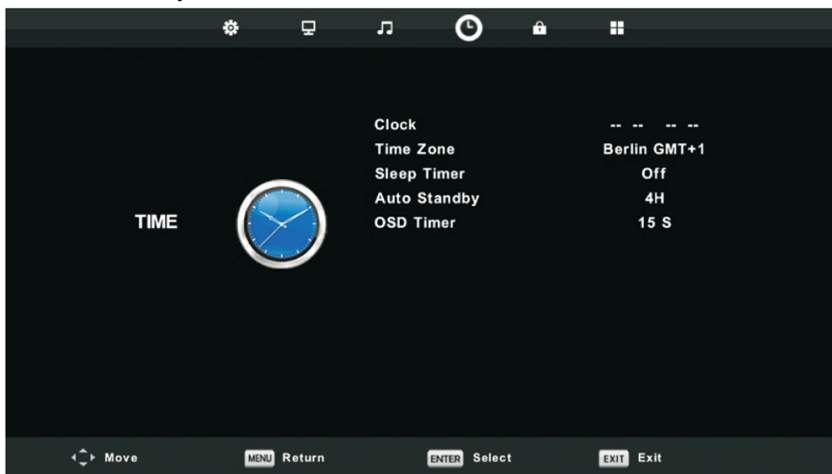 Clock -- -- -- --
Time Zone Berlin GMT+1
Sleep Timer Off
Auto Standby 4H
TIME
OSD Timer 15 S
Move MENU Return ENTER Select EXIT Exit